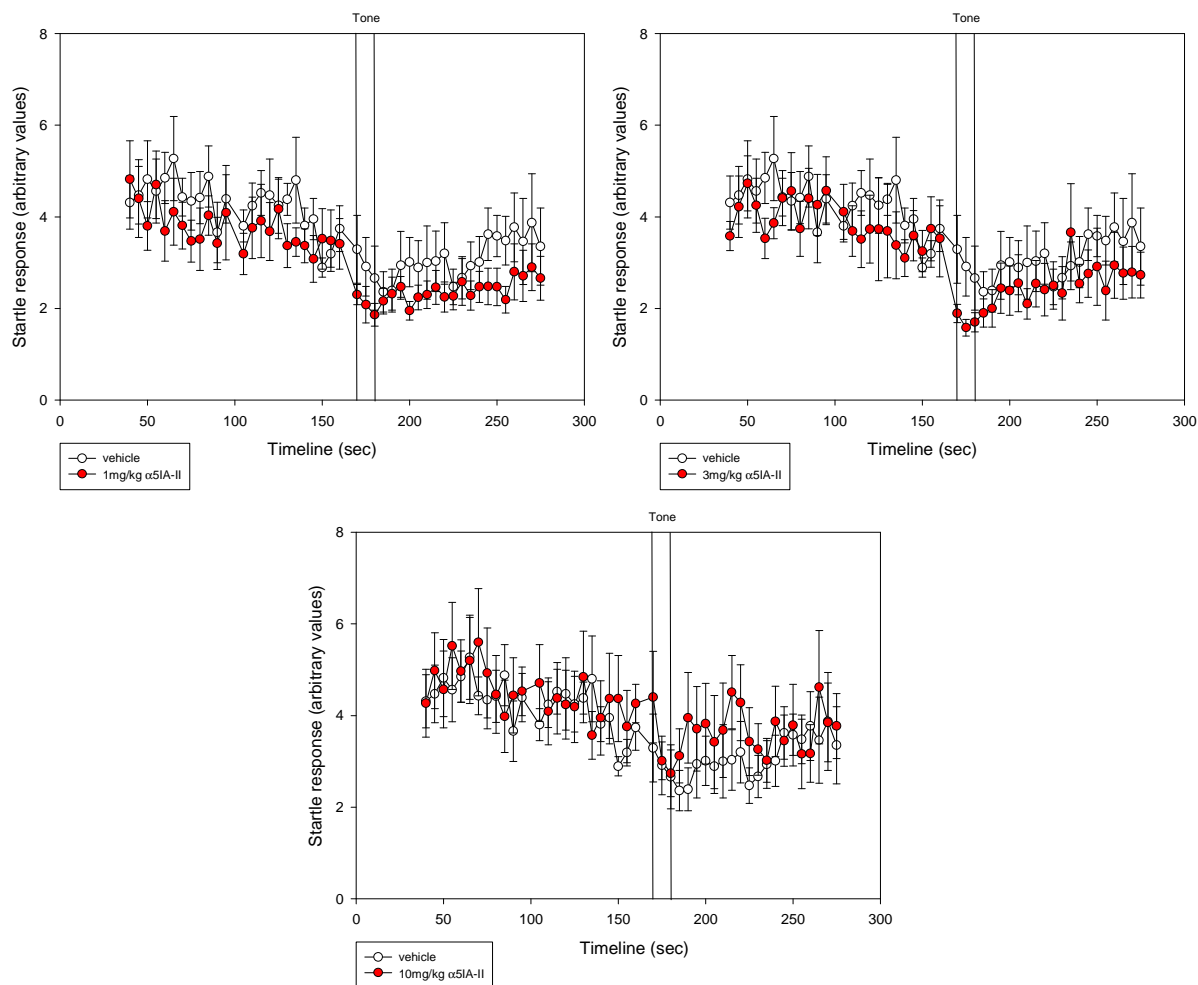 Tone
8
6
4
2
0
Startle response (arbitrary values)
0 50 100 150 200 250 300
Timeline (sec)
vehicle
1mg/kg α5IA-II
Tone
8
6
4
2
0
Startle response (arbitrary values)
0 50 100 150 200 250 300
Timeline (sec)
vehicle
3mg/kg α5IA-II
Tone
8
6
4
2
0
Startle response (arbitrary values)
0 50 100 150 200 250 300
Timeline (sec)
vehicle
10mg/kg α5IA-II